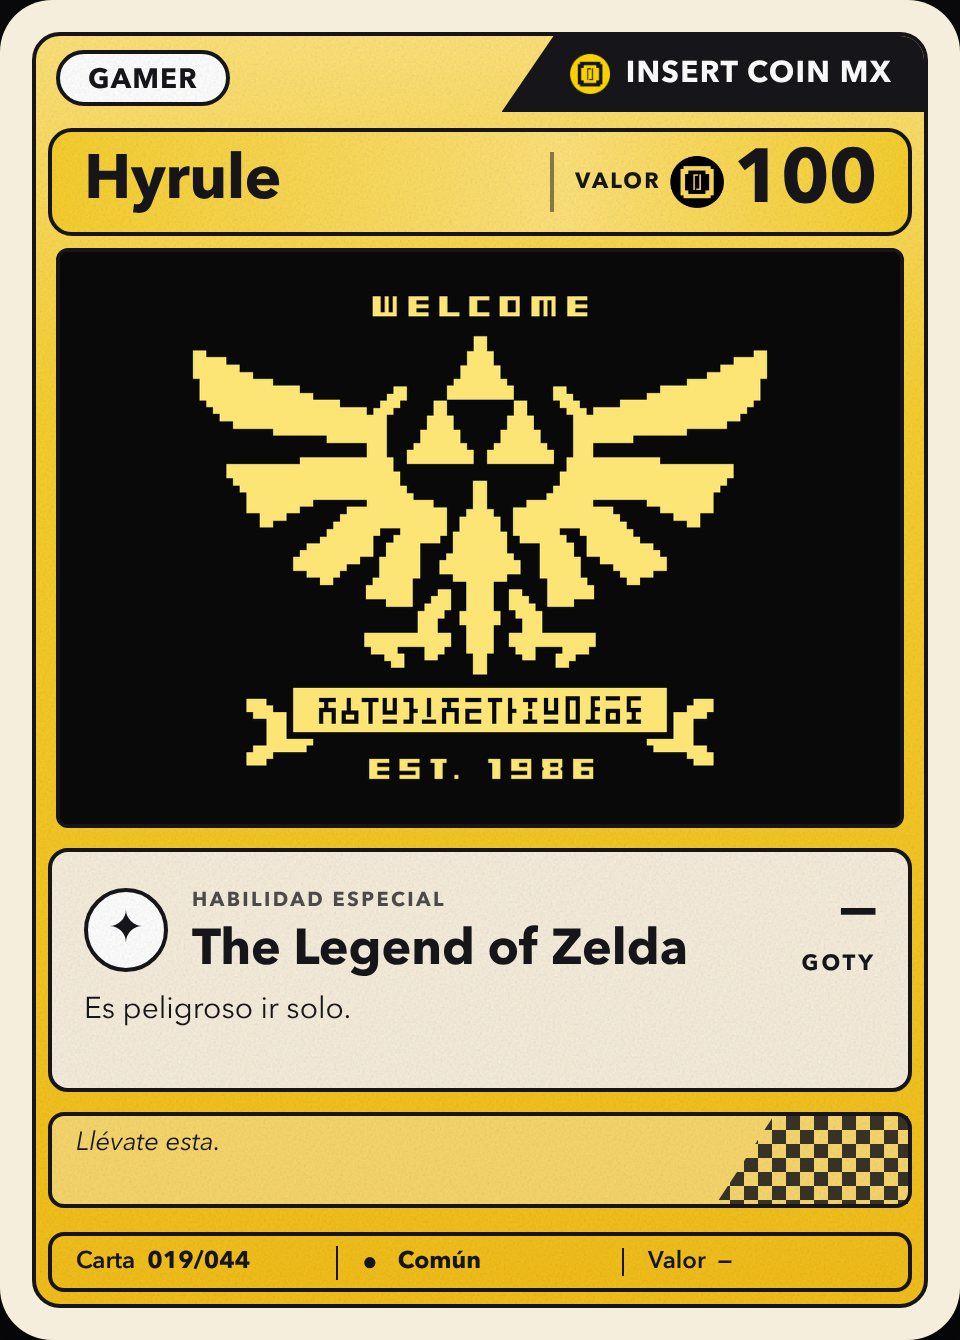 GAMER
INSERT COIN MX
Hyrule
VALOR 100
WELCOME
EST. 1986
HABILIDAD ESPECIAL
The Legend of Zelda
–
GOTY
Es peligroso ir solo.
Llévate esta.
Carta 019/044
• Común
Valor –